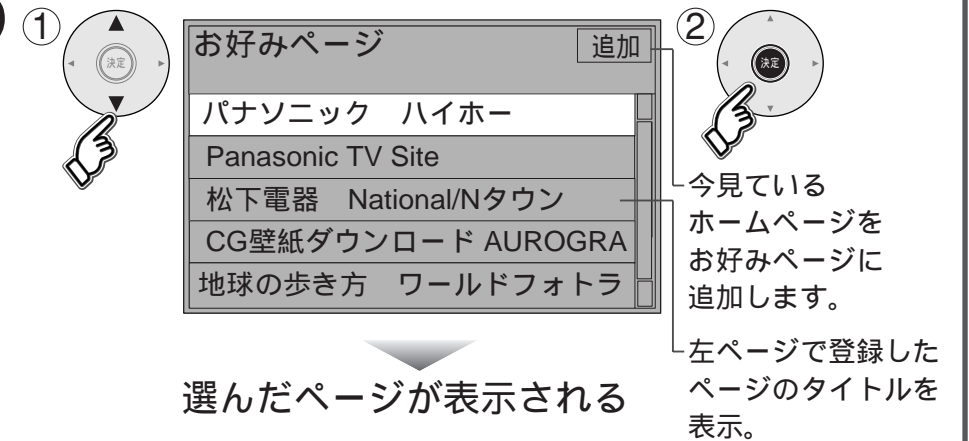 ①
決定
お好みページ
追加
パナソニック ハイホー
Panasonic TV Site
松下電器 National/Nタウン
CG壁紙ダウンロード AUROGRA
地球の歩き方 ワールドフォトラ
選んだページが表示される
②
決定
今見ている
ホームページを
お好みページに
追加します。
左ページで登録した
ページのタイトルを
表示。